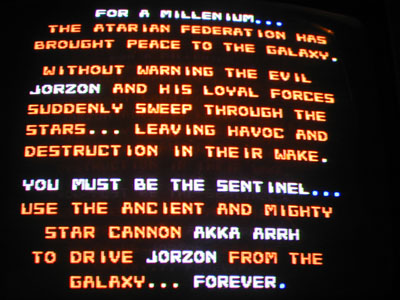 FOR A MILLENIUM...
THE ATARIAN FEDERATION HAS
BROUGHT PEACE TO THE GALAXY.
WITHOUT WARNING THE EVIL
JORZON AND HIS LOYAL FORCES
SUDDENLY SWEEP THROUGH THE
STARS... LEAVING HAVOC AND
DESTRUCTION IN THEIR WAKE.
YOU MUST BE THE SENTINEL...
USE THE ANCIENT AND MIGHTY
STAR CANNON AKKA ARRH
TO DRIVE JORZON FROM THE
GALAXY... FOREVER.